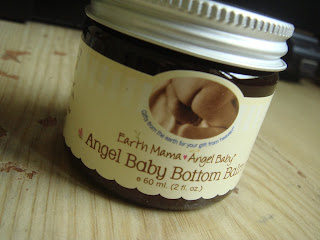 Earth Mama Angel Baby®
Angel Baby Bottom Balm
e 60 ml. (2 fl. oz.)